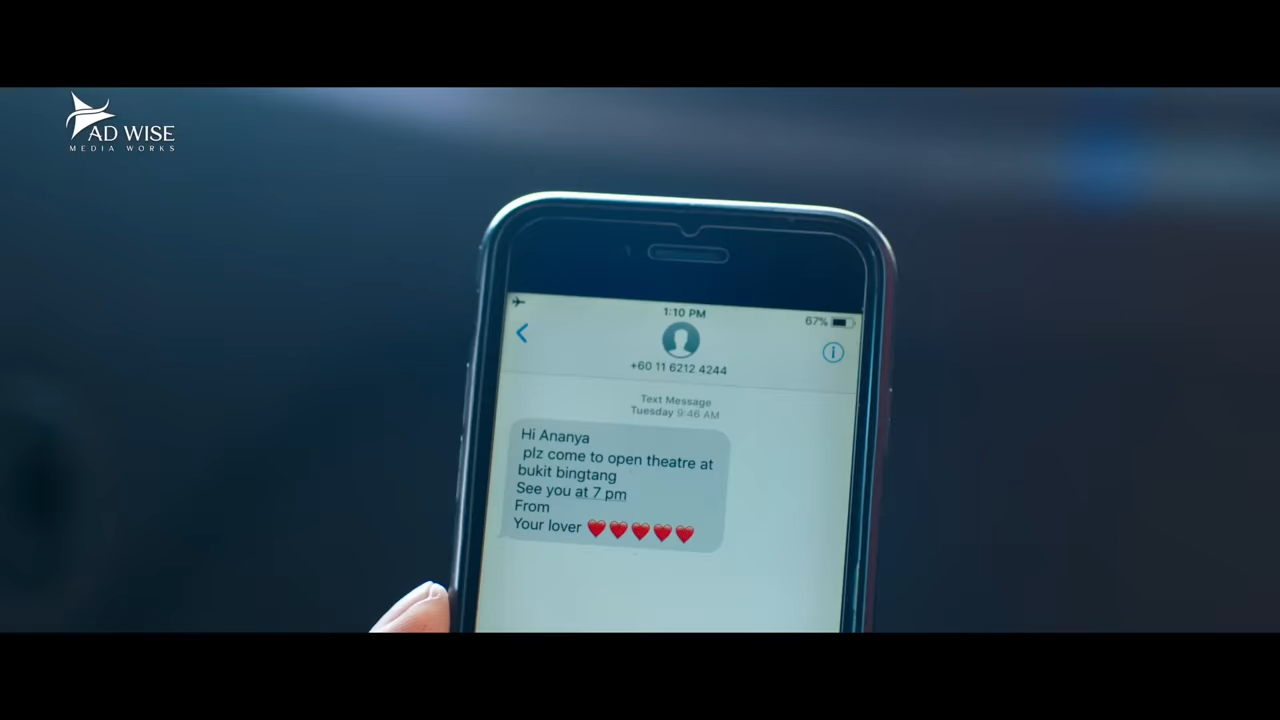 AD WISE
MEDIA WORKS
1:10 PM
67%
+60 11 6212 4244
Text Message
Tuesday 9:46 AM
Hi Ananya
plz come to open theatre at
bukit bingtang
See you at 7 pm
From
Your lover ❤️❤️❤️❤️❤️